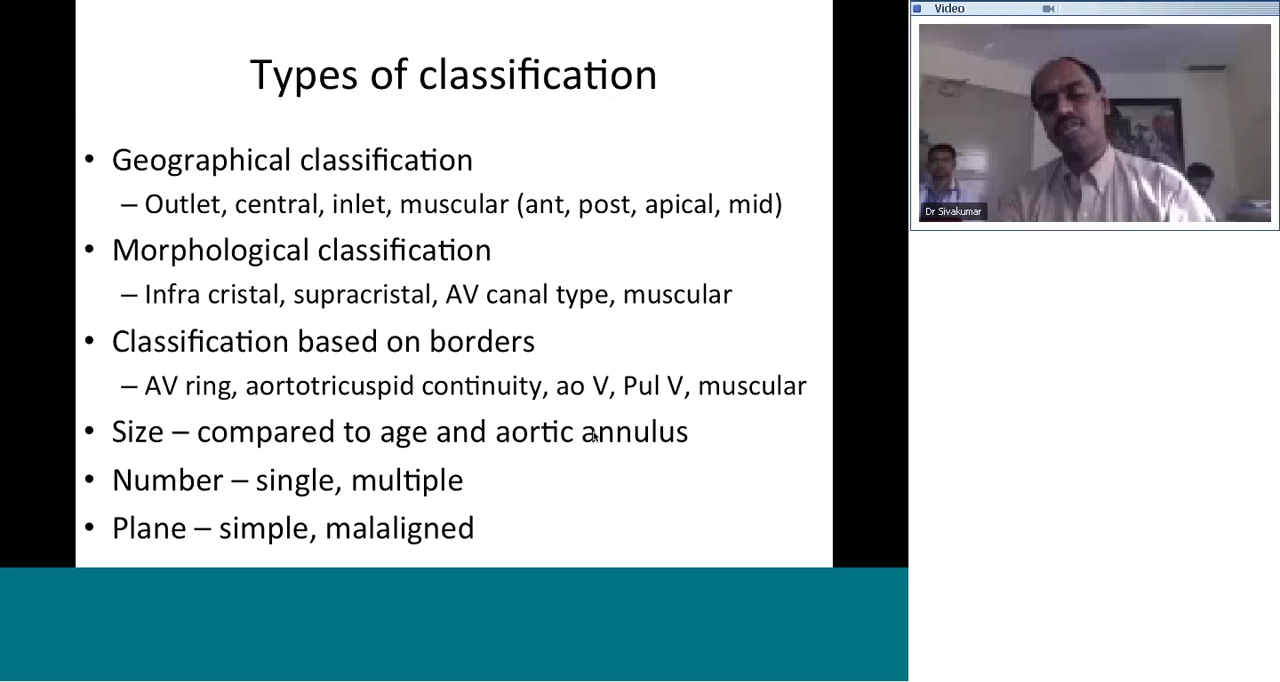 Types of classification
• Geographical classification
– Outlet, central, inlet, muscular (ant, post, apical, mid)
• Morphological classification
– Infra cristal, supracristal, AV canal type, muscular
• Classification based on borders
– AV ring, aortotricuspid continuity, ao V, Pul V, muscular
• Size – compared to age and aortic annulus
• Number – single, multiple
• Plane – simple, malaligned
Video
Dr Sivakumar